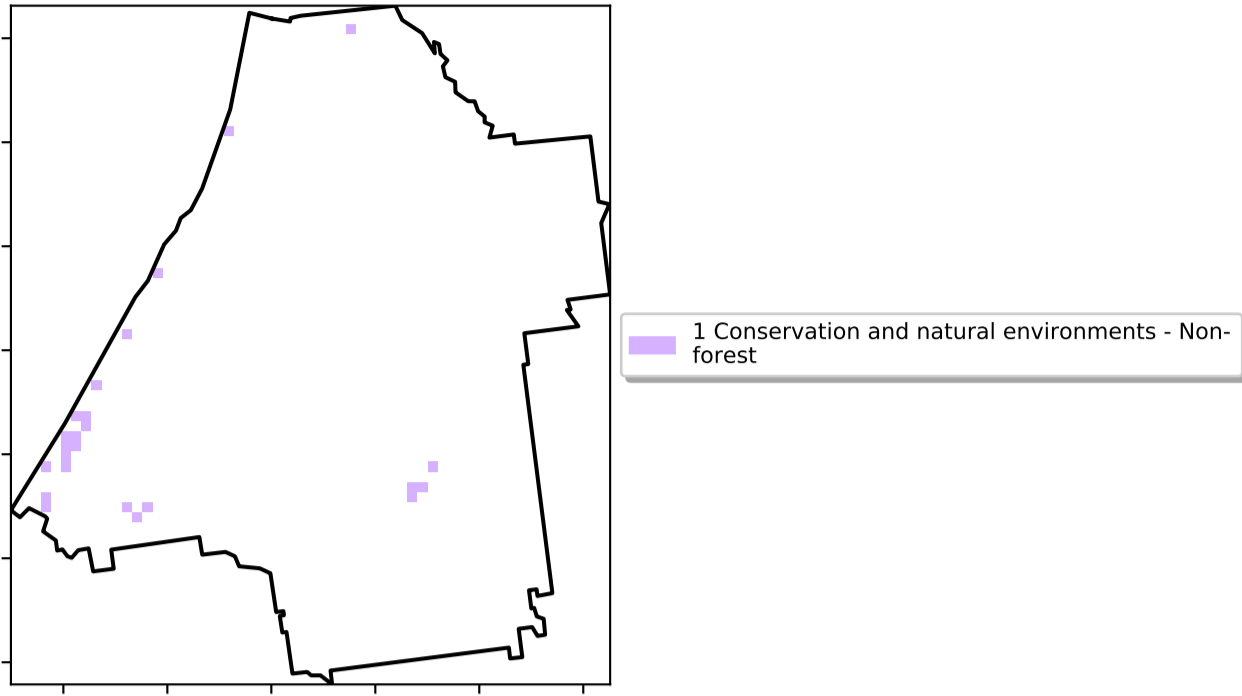 1 Conservation and natural environments - Non-
forest